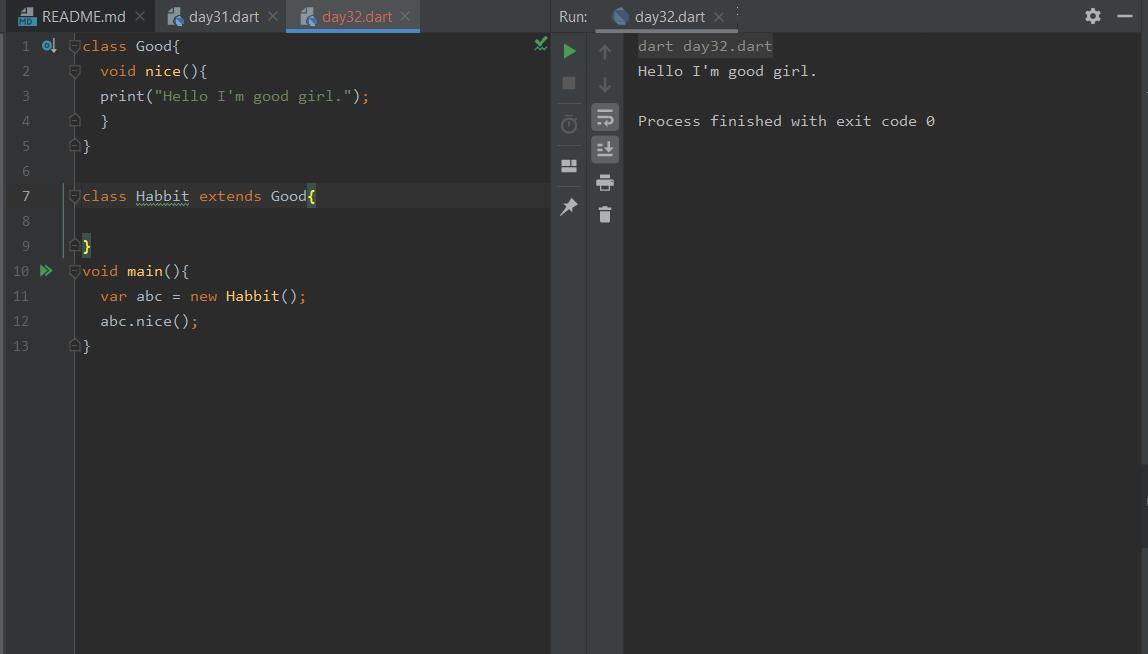 README.md day31.dart day32.dart
1 class Good{
2 void nice(){
3 print("Hello I'm good girl.");
4 }
5 }
6
7 class Habbit extends Good{
8
9 }
10 void main(){
11 var abc = new Habbit();
12 abc.nice();
13 }
Run: day32.dart
dart day32.dart
Hello I'm good girl.
Process finished with exit code 0